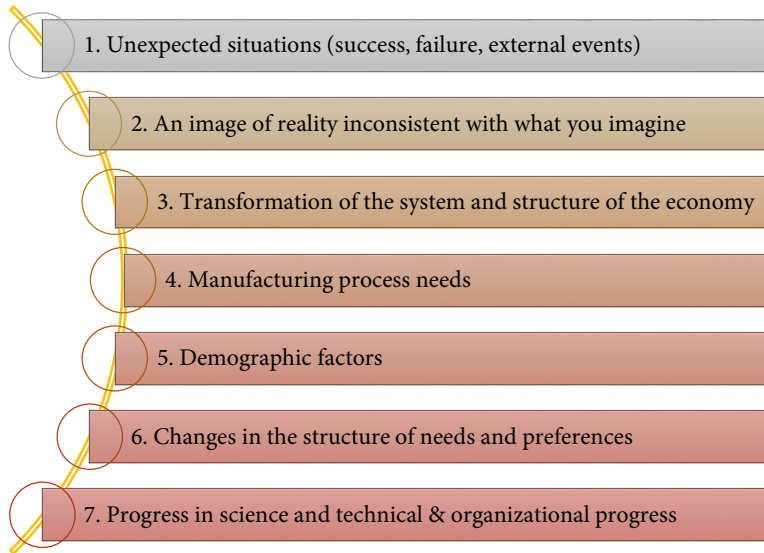 1. Unexpected situations (success, failure, external events)
2. An image of reality inconsistent with what you imagine
3. Transformation of the system and structure of the economy
4. Manufacturing process needs
5. Demographic factors
6. Changes in the structure of needs and preferences
7. Progress in science and technical & organizational progress